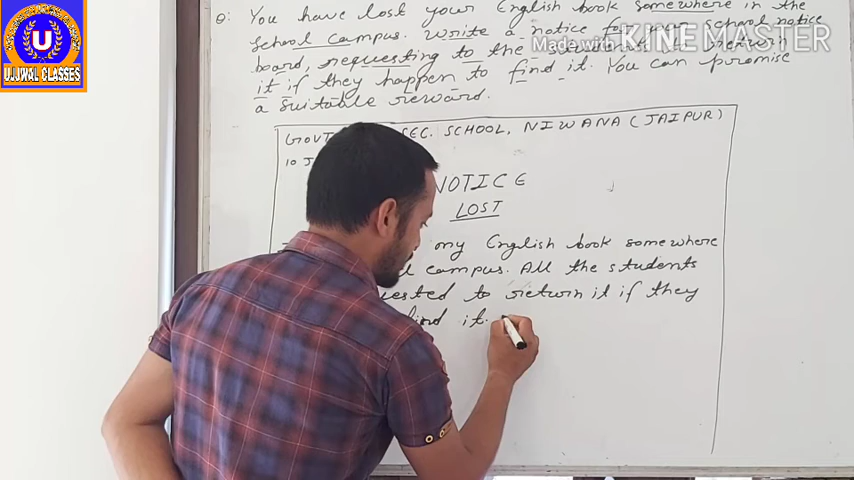 UJJWAL CLASSES
U
UJJWAL CLASSES
Made with KINEMASTER
Q: You have lost your English book somewhere in the
School campus. Write a notice for your school notice
board, requesting to the students to return
it if they happen to find it. You can promise
a suitable reward.
GOVT SEC. SCHOOL, NIWANA (JAIPUR)
10 J
NOTICE
LOST
my English book somewhere
campus. All the students
to return it if they
find it.